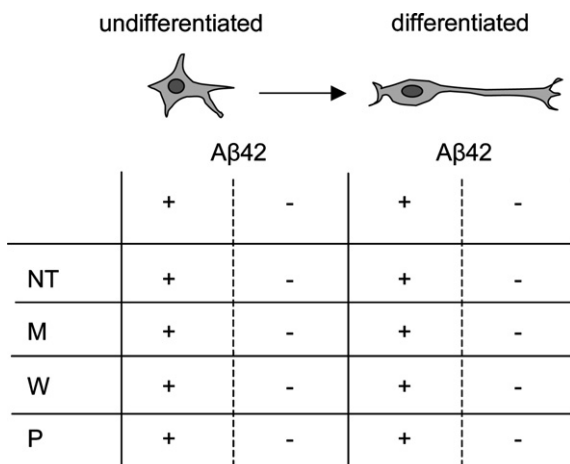 undifferentiated differentiated
Aβ42 Aβ42
+ - + -
NT + - + -
M + - + -
W + - + -
P + - + -